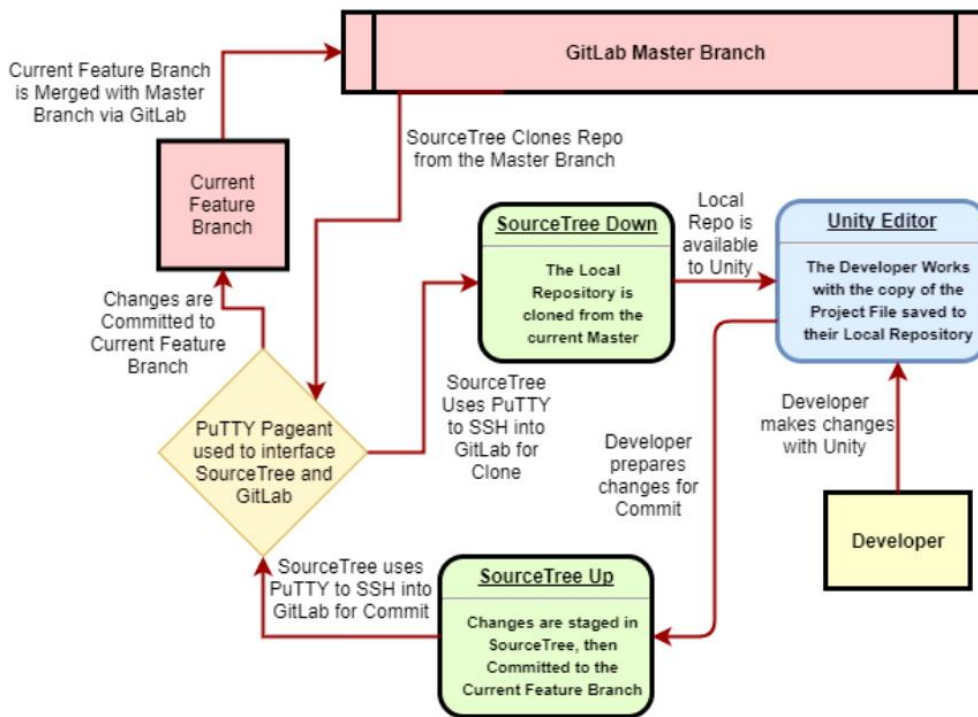 GitLab Master Branch
Current Feature Branch
is Merged with Master
Branch via GitLab
SourceTree Clones Repo
from the Master Branch
Current
Feature
Branch
SourceTree Down
The Local
Repository is
cloned from the
current Master
Local
Repo is
available
to Unity
Unity Editor
The Developer Works
with the copy of the
Project File saved to
their Local Repository
Changes are
Committed to
Current Feature
Branch
SourceTree
Uses PuTTY
to SSH into
GitLab for
Clone
PuTTY Pageant
used to interface
SourceTree and
GitLab
Developer
prepares
changes for
Commit
Developer
makes changes
with Unity
Developer
SourceTree uses
PuTTY to SSH into
GitLab for Commit
SourceTree Up
Changes are staged in
SourceTree, then
Committed to the
Current Feature Branch